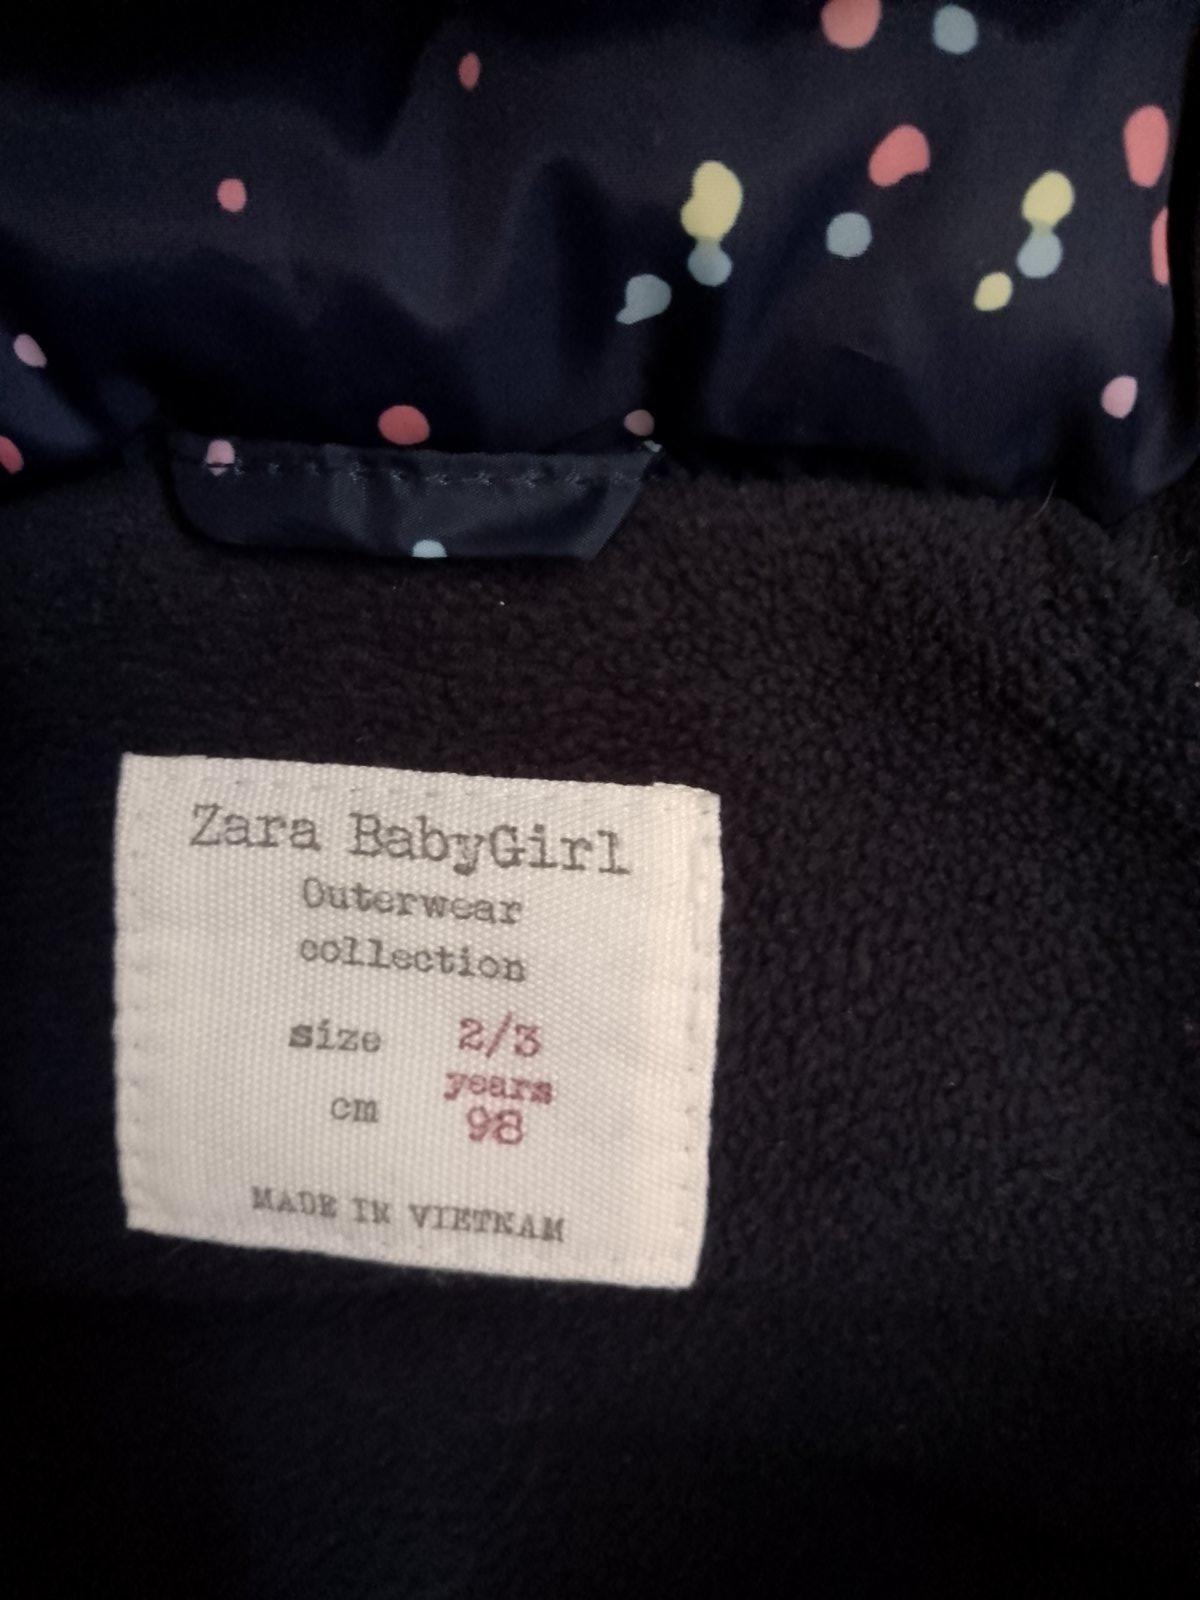 Zara BabyGirl
Outerwear
collection
size 2/3
years
cm 98
MADE IN VIETNAM